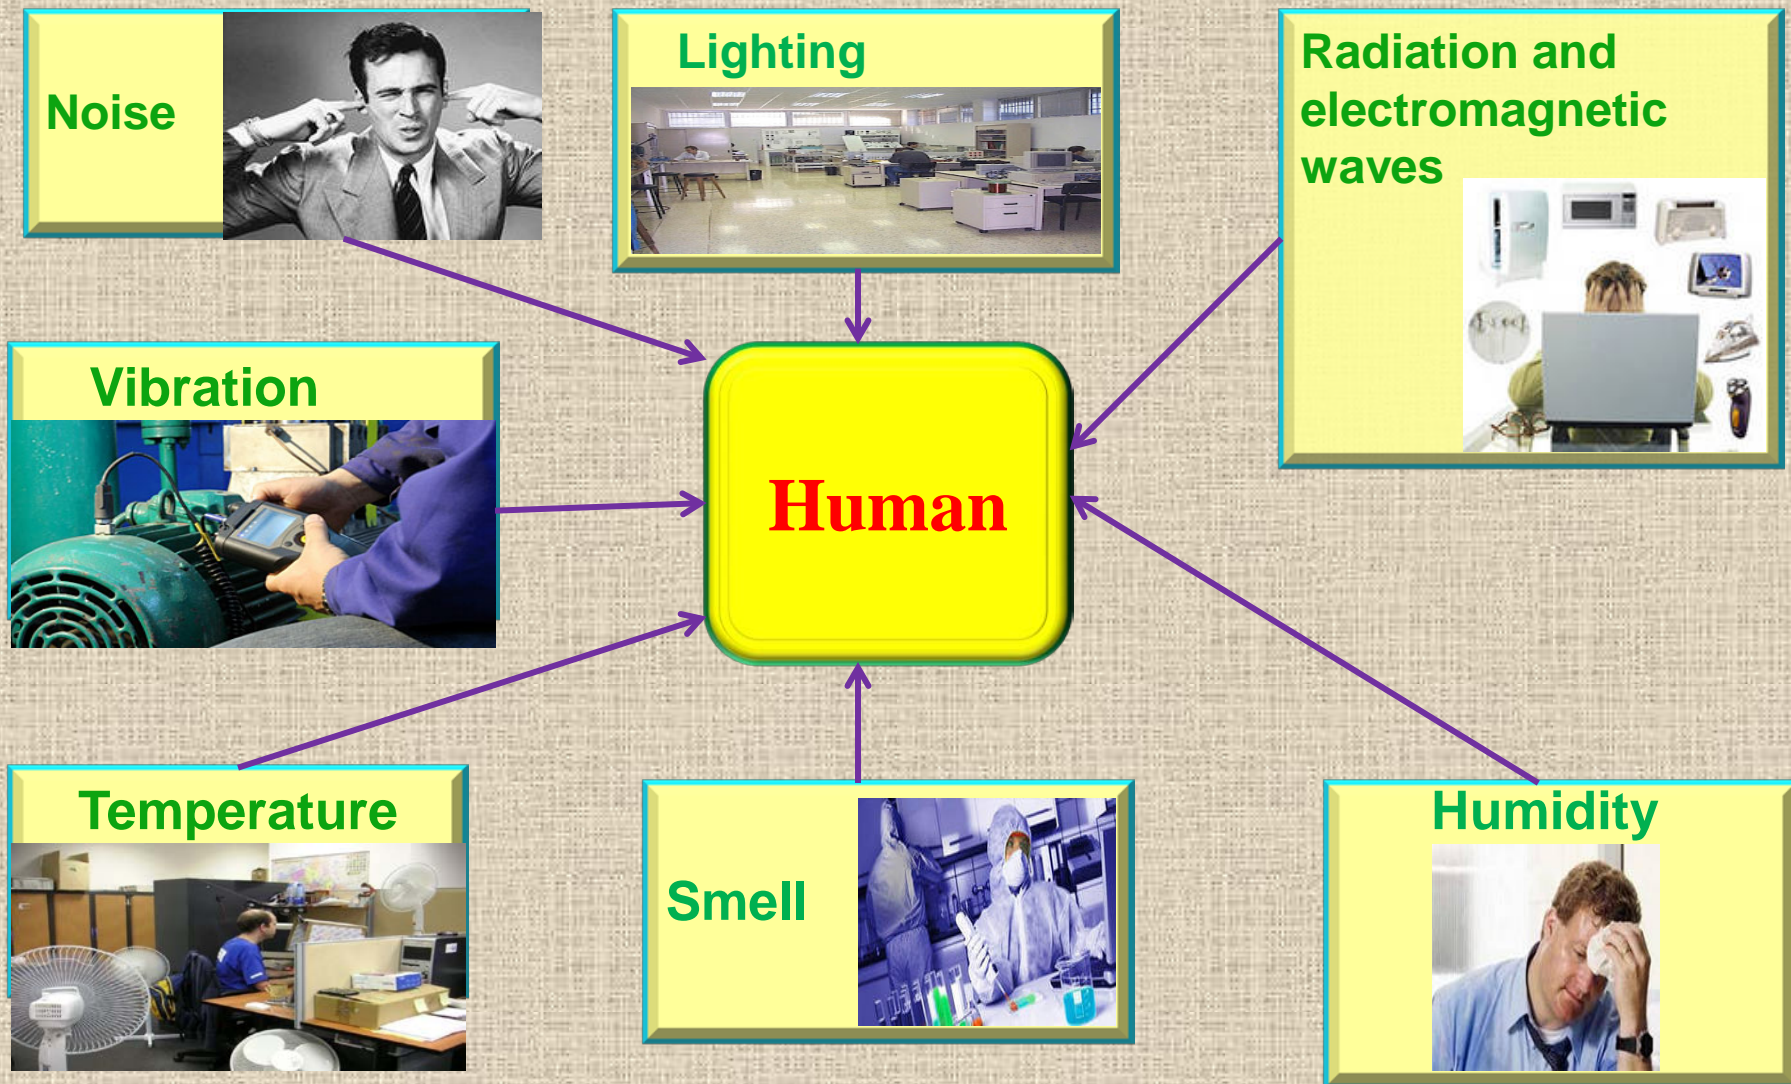 Noise
Lighting
Radiation and
electromagnetic
waves
Vibration
Human
Temperature
Smell
Humidity